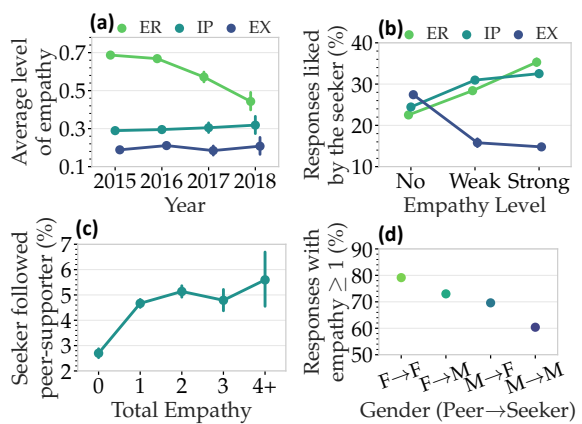 (a) ER IP EX
Average level
of empathy
0.7
0.5
0.3
0.1
2015 2016 2017 2018
Year
(b) ER IP EX
Responses liked
by the seeker (%)
40
30
20
10
No Weak Strong
Empathy Level
(c)
Seeker followed
peer-supporter (%)
7
6
5
4
3
2
0 1 2 3 4+
Total Empathy
(d)
Responses with
empathy ≥ 1 (%)
90
80
70
60
50
F→F F→M M→F M→M
Gender (Peer→Seeker)